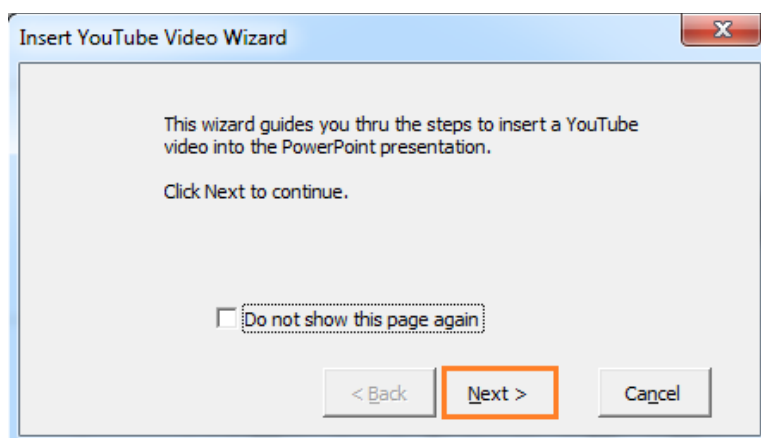 Insert YouTube Video Wizard
This wizard guides you thru the steps to insert a YouTube
video into the PowerPoint presentation.
Click Next to continue.
Do not show this page again
< Back Next > Cancel